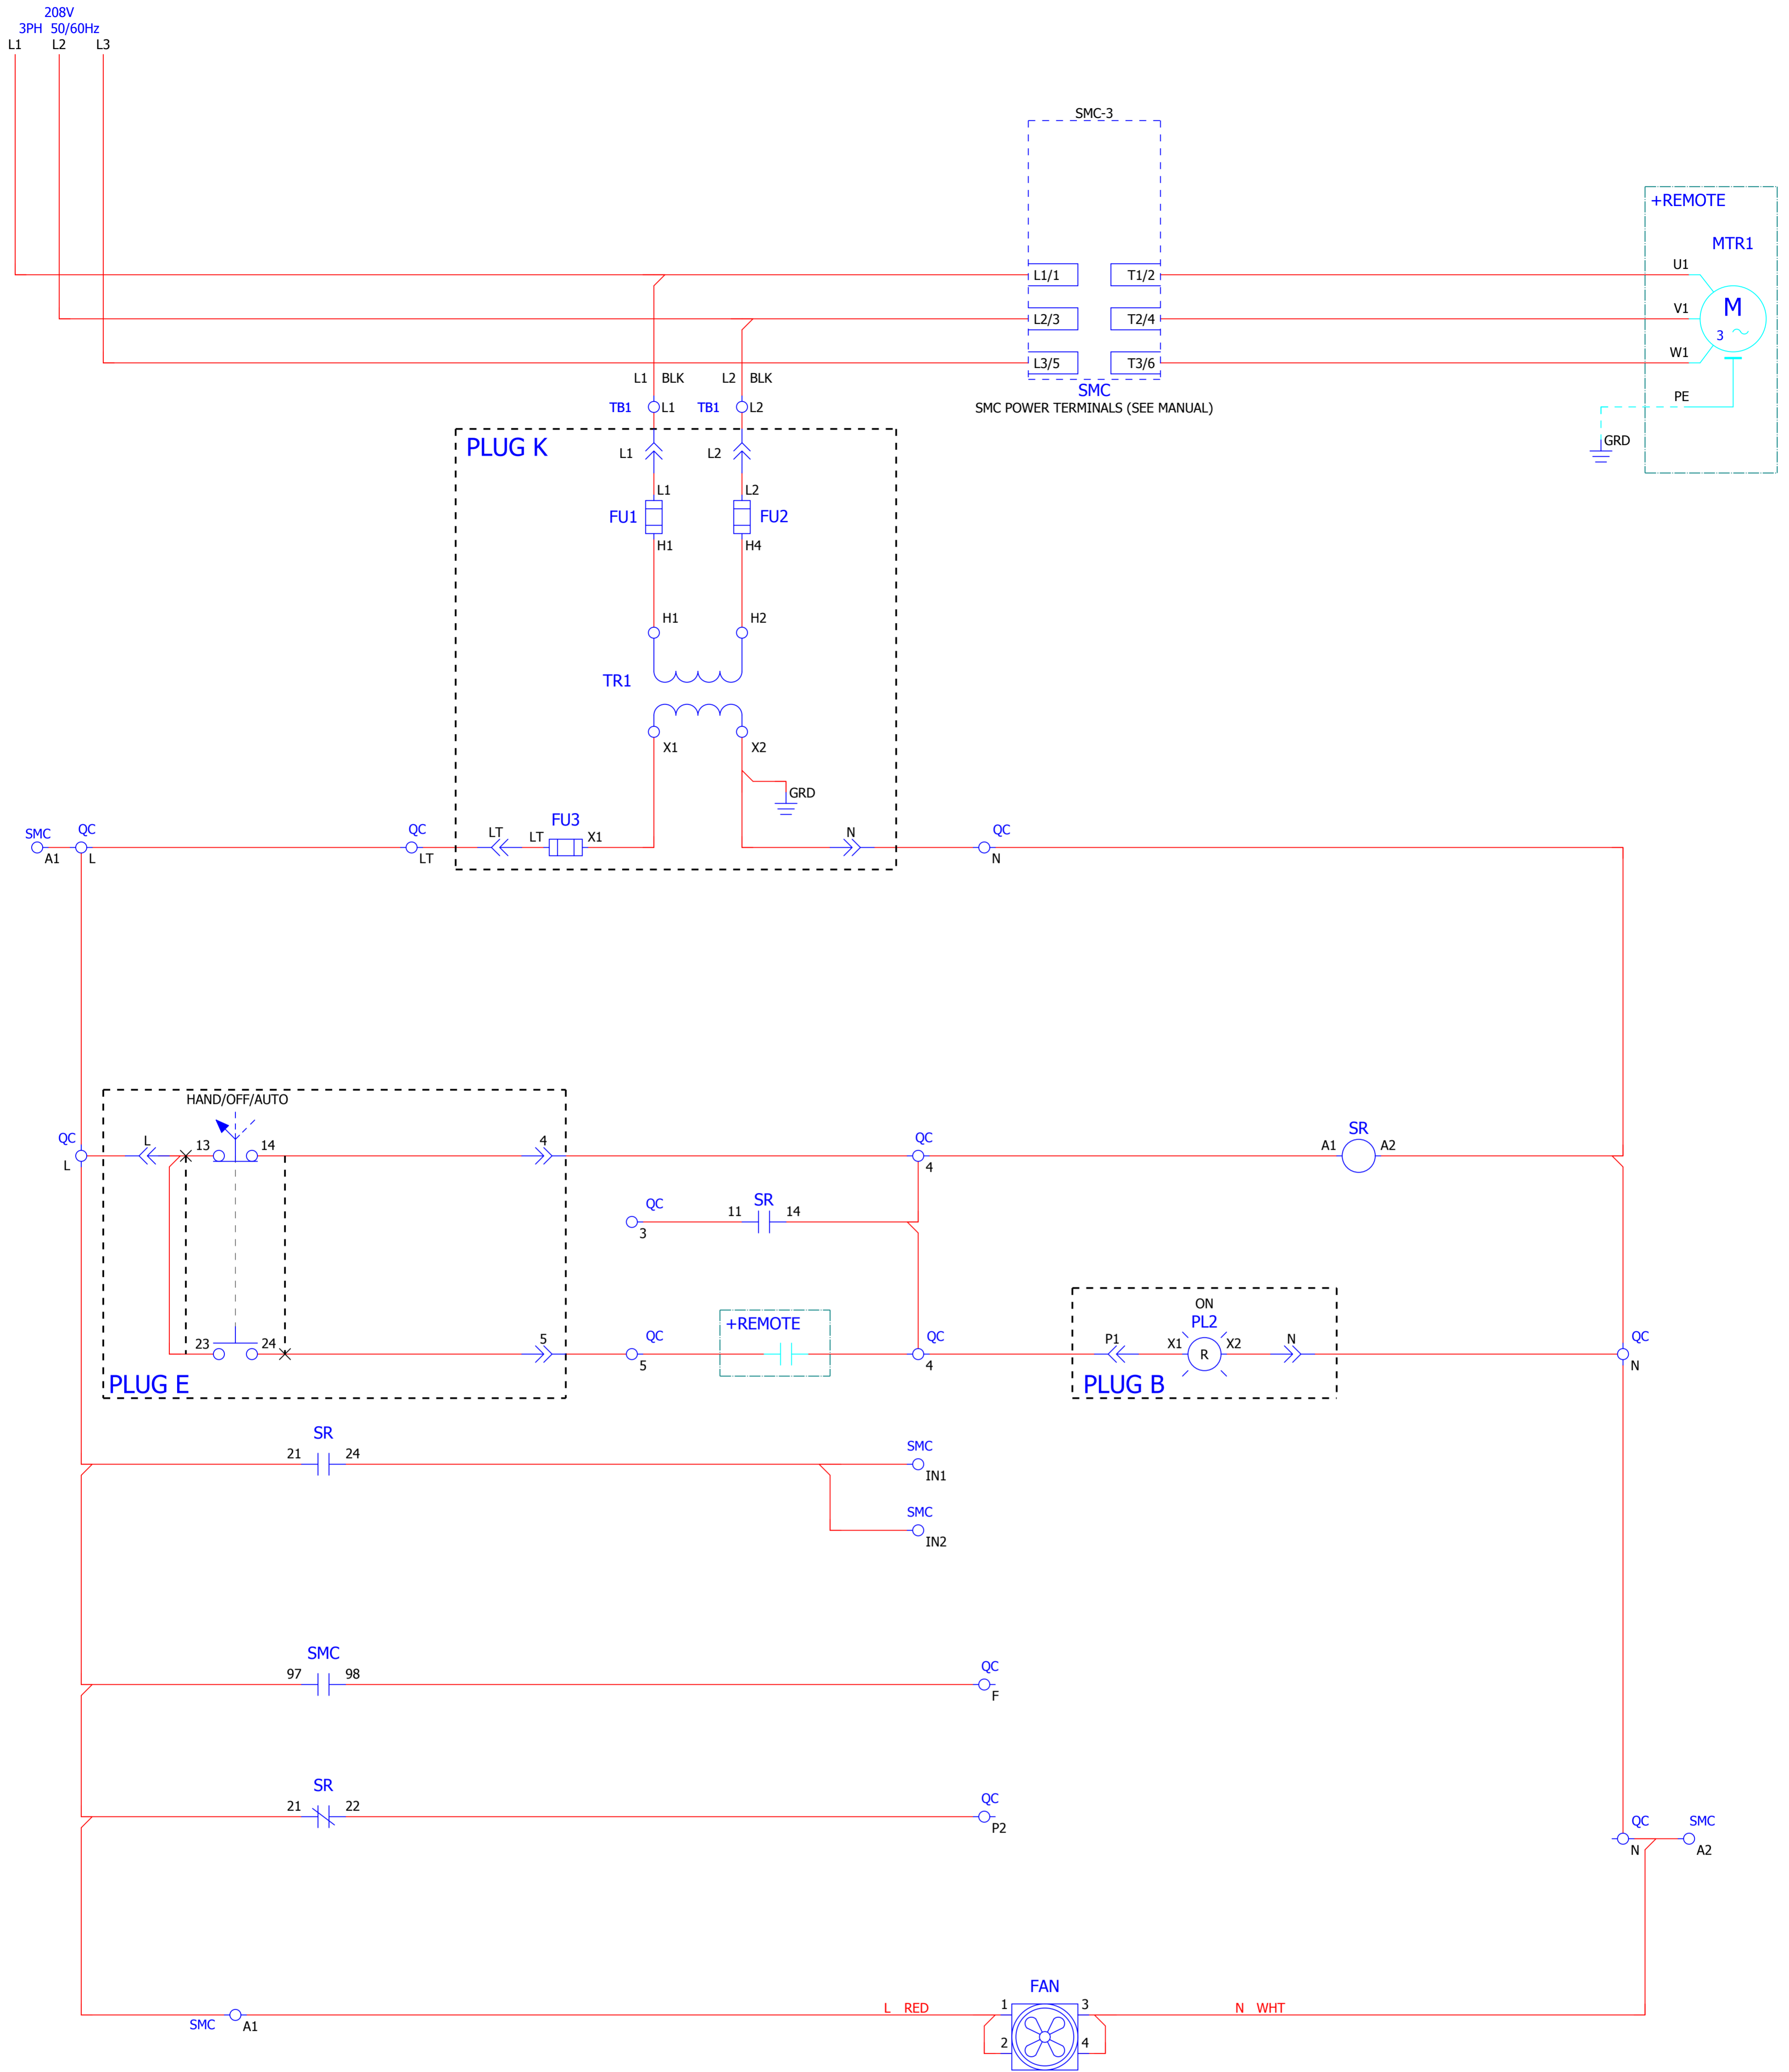 208V
3PH 50/60Hz
L1 L2 L3
SMC-3
+REMOTE
MTR1
L1/1 T1/2 U1
L2/3 T2/4 V1 M
3
L3/5 T3/6 W1
L1 BLK L2 BLK
SMC
PE
TB1 L1 TB1 L2
SMC POWER TERMINALS (SEE MANUAL)
GRD
PLUG K
L1 L2
L1 L2
FU1 FU2
H1 H4
H1 H2
TR1
X1 X2
GRD
FU3
SMC QC QC LT LT X1 N QC
A1 L LT N
HAND/OFF/AUTO
QC L 13 14 4 QC SR
A1 A2
L 4
QC SR
11 14
3
ON
+REMOTE PL2
QC QC P1 X1 X2 N QC
23 24 5 R
5 4 N
PLUG E PLUG B
SR
21 24 SMC
IN1
SMC
IN2
SMC
97 98 QC
F
SR
21 22 QC
P2
QC SMC
N A2
FAN
L RED 1 3 N WHT
SMC A1
2 4